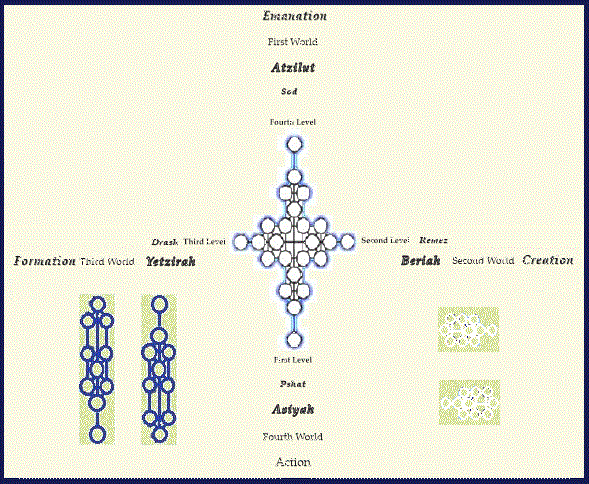 Emanation
First World
Atzilut
Sod
Fourth Level
Drash Third Level
Second Level Remez
Formation Third World Yetzirah
Beriah Second World Creation
First Level
Pshat
Asiyah
Fourth World
Action